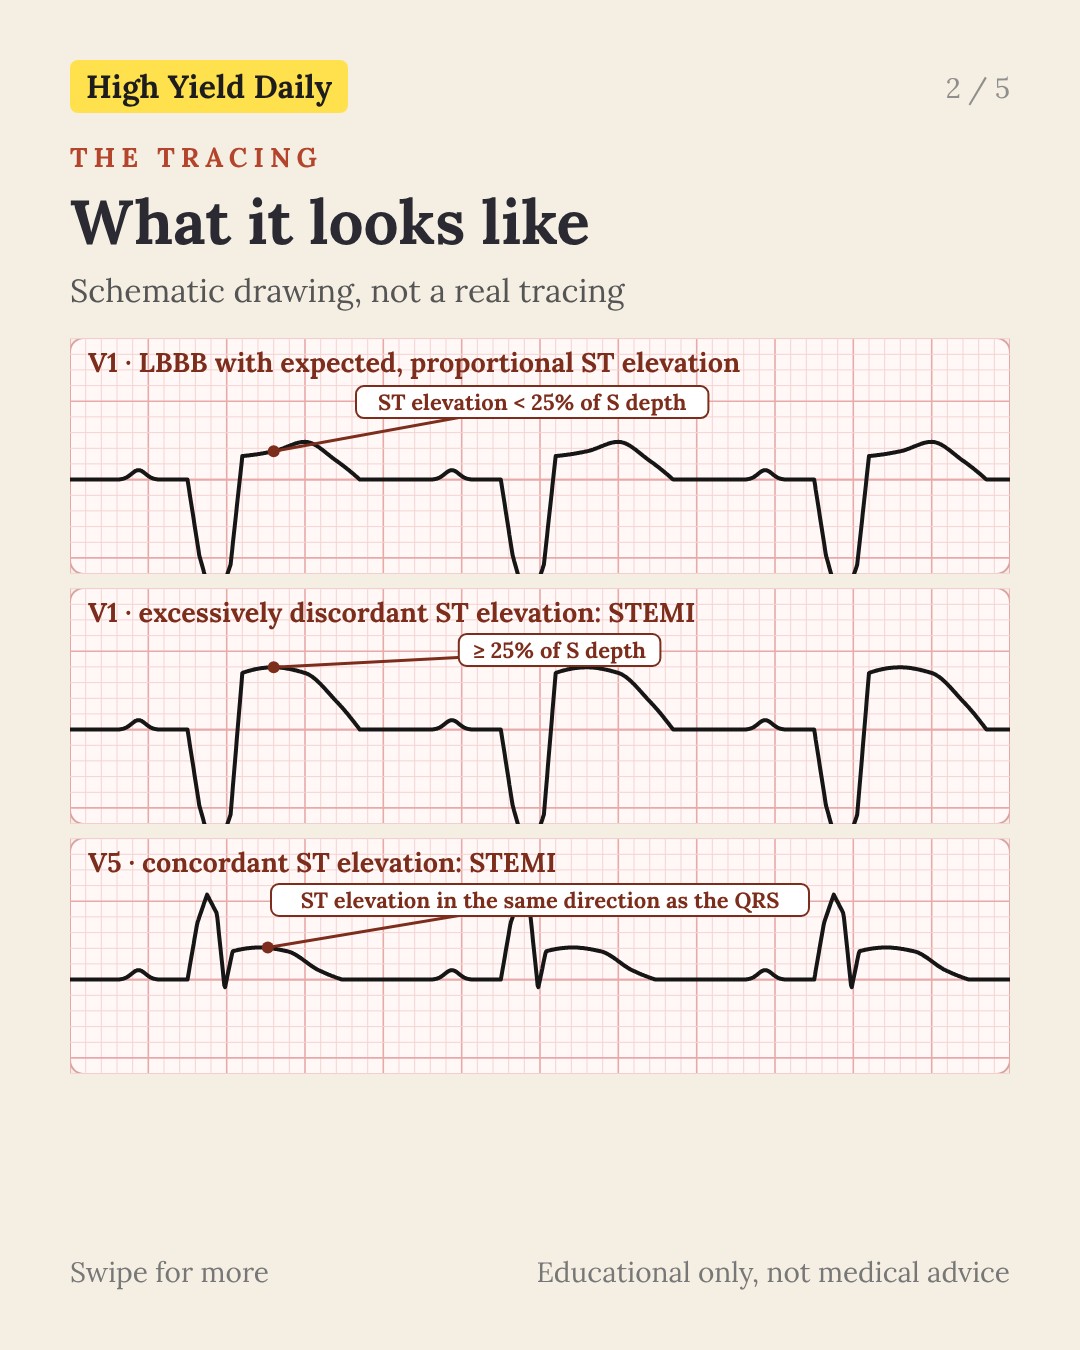 High Yield Daily
2 / 5
THE TRACING
What it looks like
Schematic drawing, not a real tracing
V1 · LBBB with expected, proportional ST elevation
ST elevation < 25% of S depth
V1 · excessively discordant ST elevation: STEMI
≥ 25% of S depth
V5 · concordant ST elevation: STEMI
ST elevation in the same direction as the QRS
Swipe for more
Educational only, not medical advice